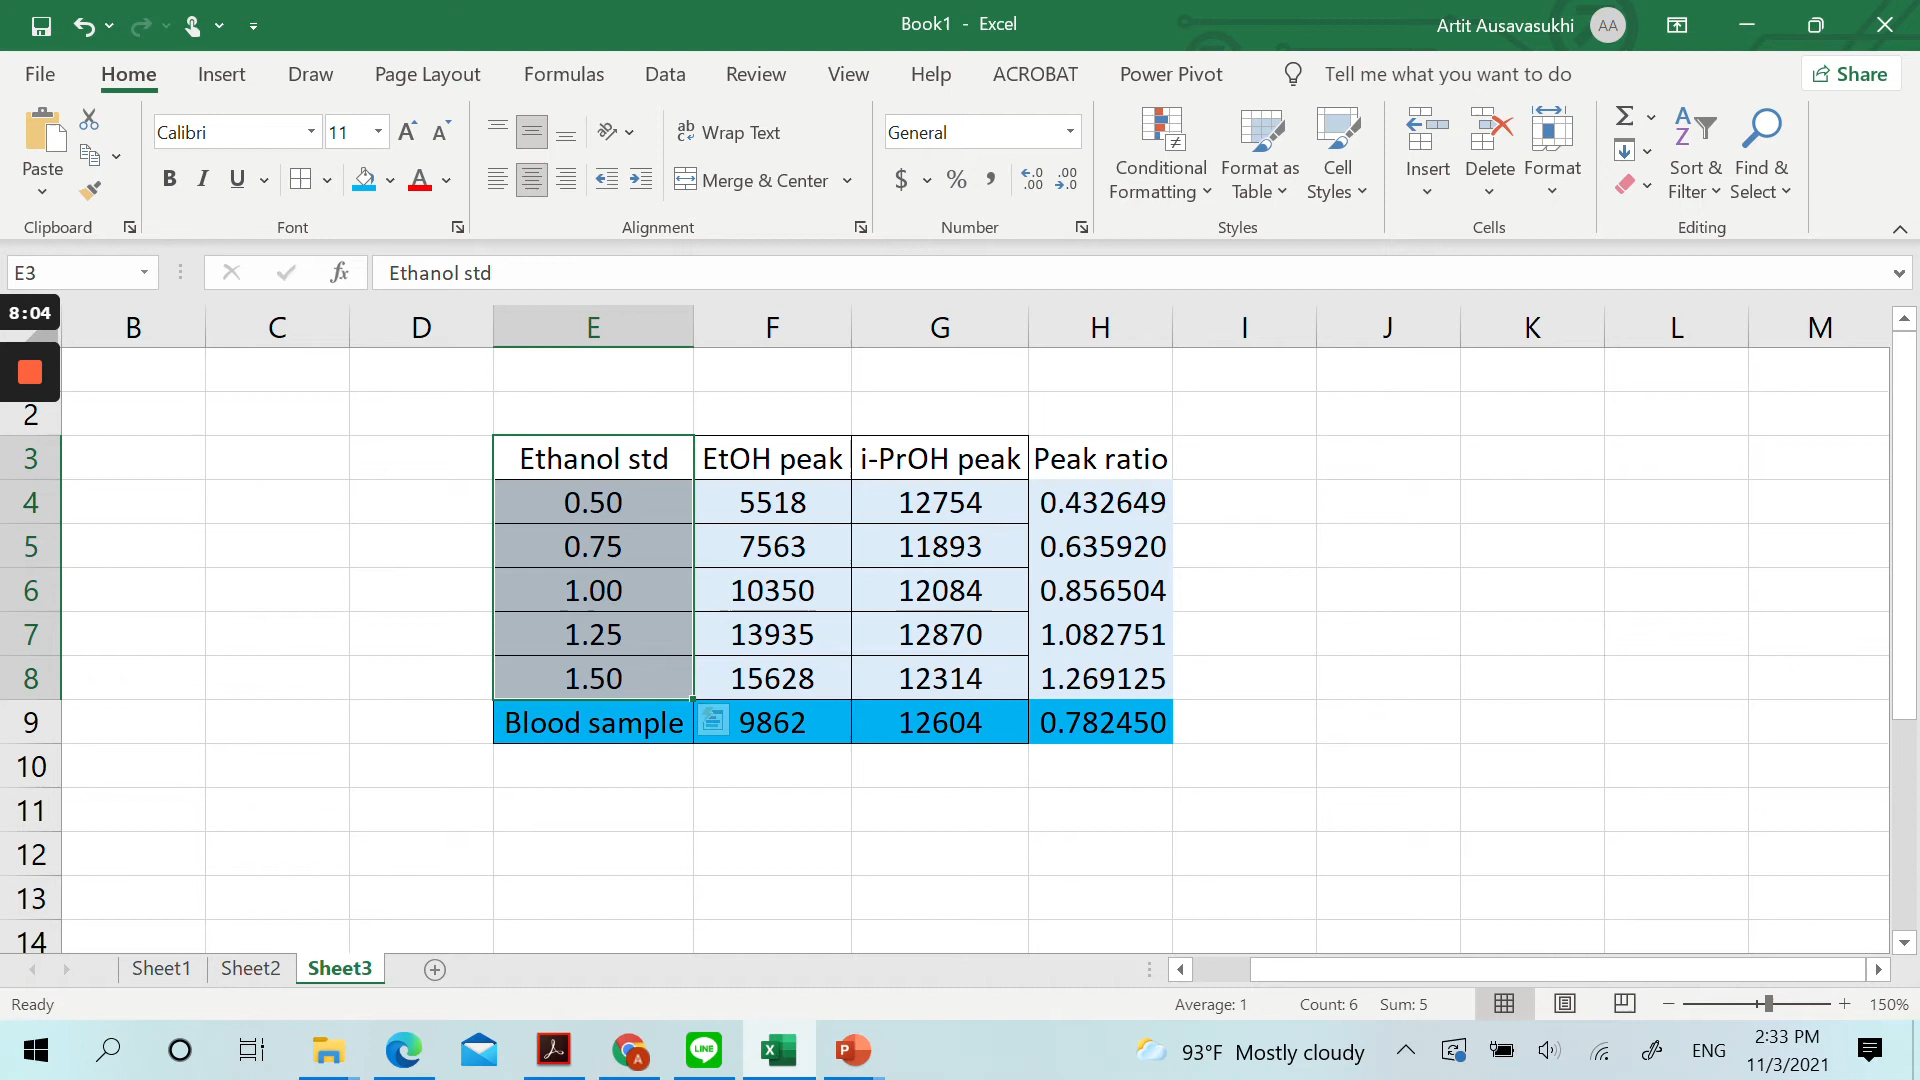 Book1 - Excel
Artit Ausavasukhi AA
File Home Insert Draw Page Layout Formulas Data Review View Help ACROBAT Power Pivot Tell me what you want to do Share
Paste
Clipboard
Calibri 11 A A
B I U A
Font
ab Wrap Text
Merge & Center
Alignment
General
$ % 9 .00 .00
Number
Conditional Formatting
Format as Table
Cell Styles
Styles
Insert Delete Format
Cells
Sort & Filter
Find & Select
Editing
E3 fx Ethanol std
8:04
B C D E F G H I J K L M
2
3 Ethanol std EtOH peak i-PrOH peak Peak ratio
4 0.50 5518 12754 0.432649
5 0.75 7563 11893 0.635920
6 1.00 10350 12084 0.856504
7 1.25 13935 12870 1.082751
8 1.50 15628 12314 1.269125
9 Blood sample 9862 12604 0.782450
10
11
12
13
14
Sheet1 Sheet2 Sheet3
Ready Average: 1 Count: 6 Sum: 5 150%
LINE 93°F Mostly cloudy ENG 2:33 PM
11/3/2021